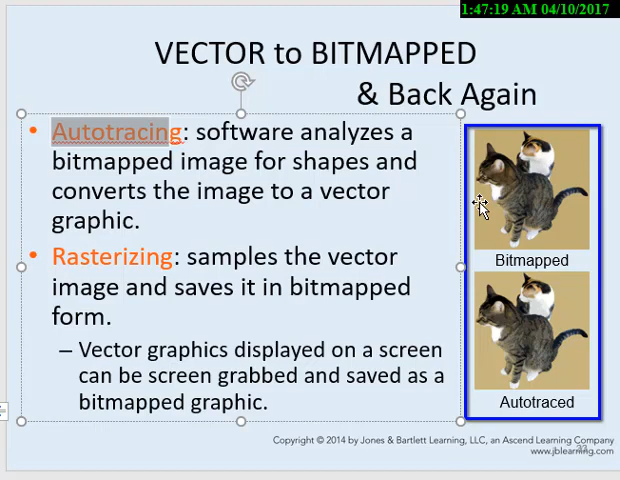 1:47:19 AM 04/10/2017
VECTOR to BITMAPPED
& Back Again
• Autotracing: software analyzes a
bitmapped image for shapes and
converts the image to a vector
graphic.
• Rasterizing: samples the vector
image and saves it in bitmapped
form.
– Vector graphics displayed on a screen
can be screen grabbed and saved as a
bitmapped graphic.
Bitmapped
Autotraced
Copyright © 2014 by Jones & Bartlett Learning, LLC, an Ascend Learning Company
www.jblearning.com